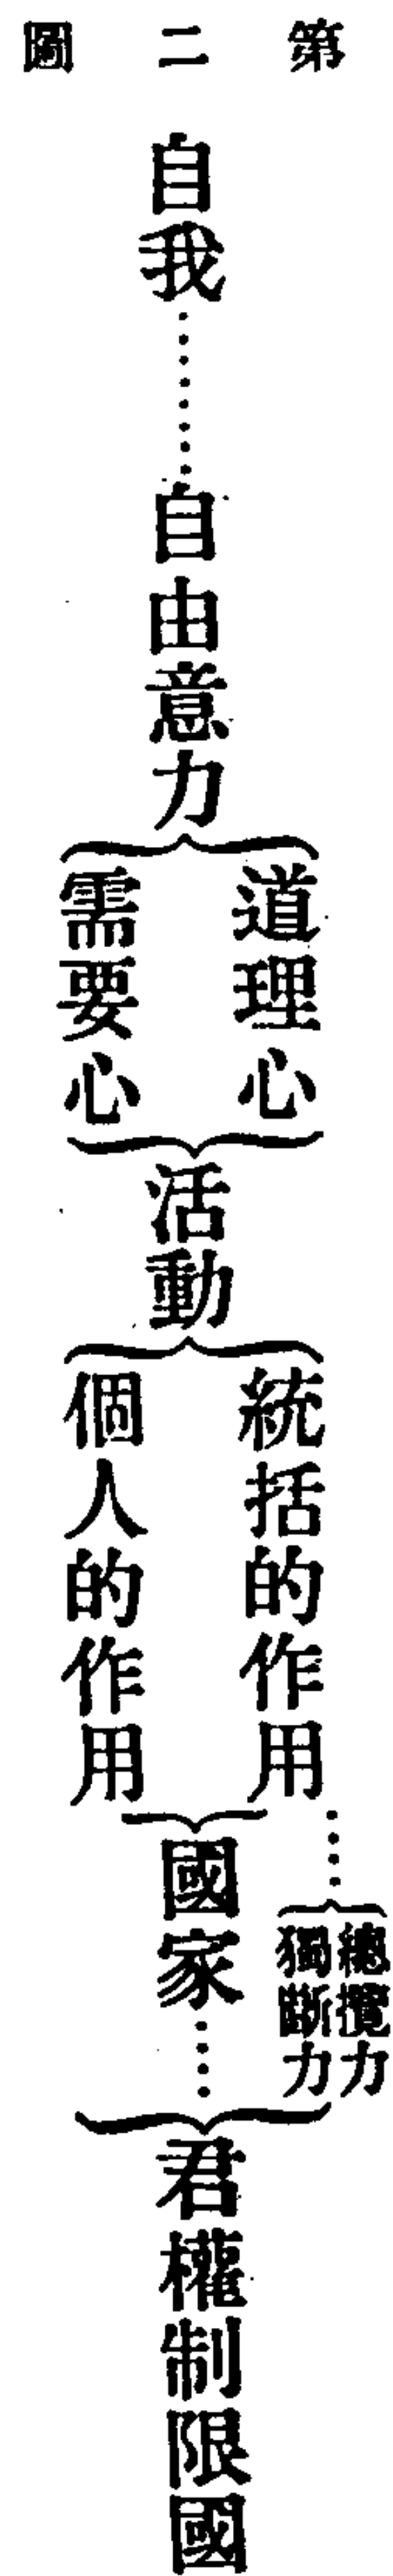 第二圖
自我⋯⋯⋯自由意力
道理心
需要心
活動
統括的作用
個人的作用
總攬力
獨斷力
國家⋯⋯
君權制限國